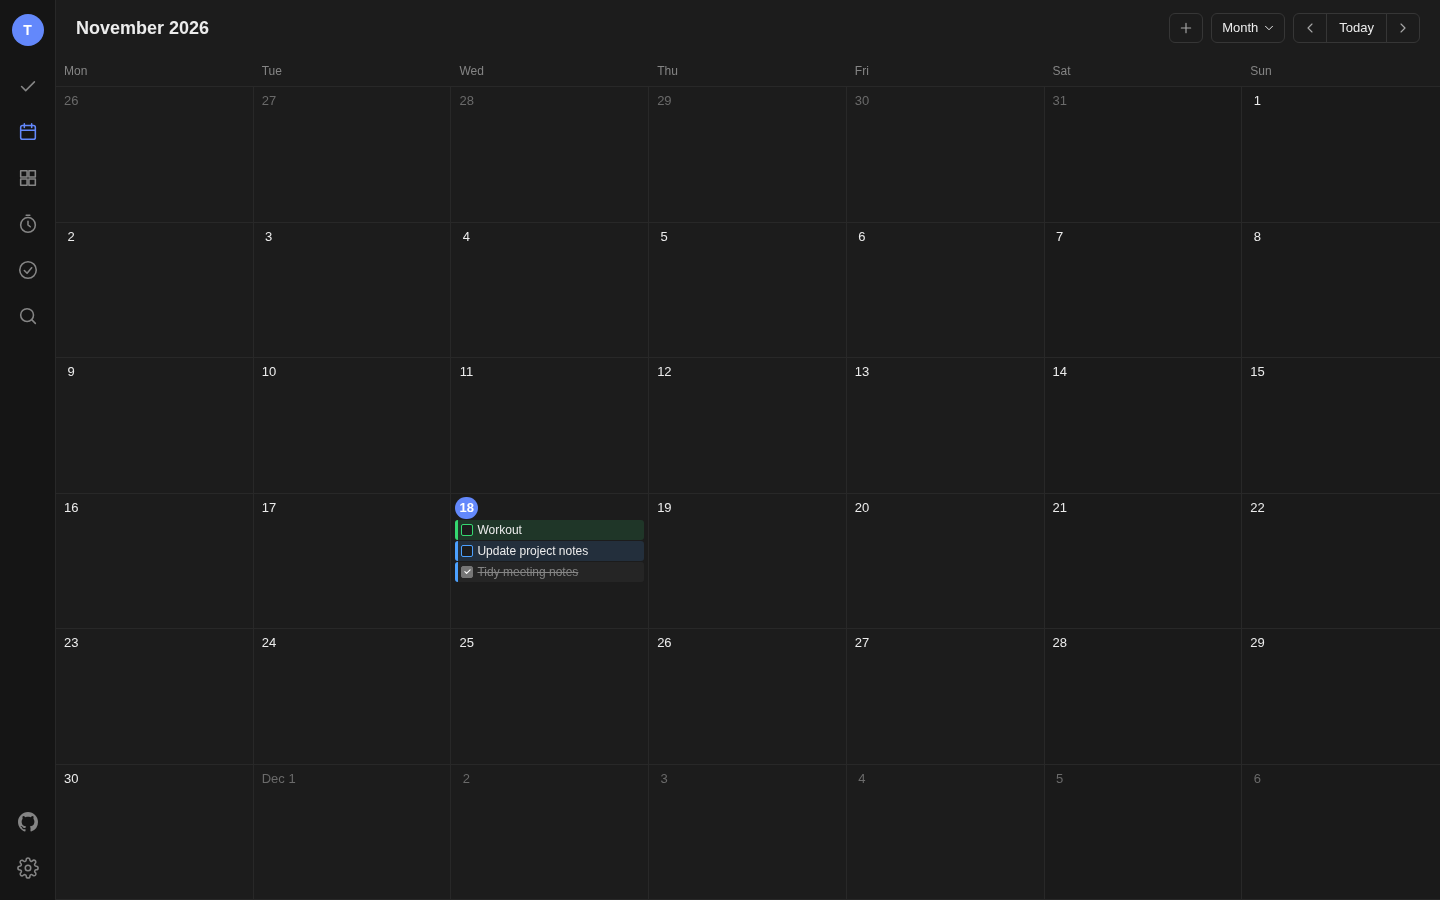 T
November 2026
Month
Today
Mon Tue Wed Thu Fri Sat Sun
26 27 28 29 30 31 1
2 3 4 5 6 7 8
9 10 11 12 13 14 15
16 17 18 19 20 21 22
Workout
Update project notes
Tidy meeting notes
23 24 25 26 27 28 29
30 Dec 1 2 3 4 5 6